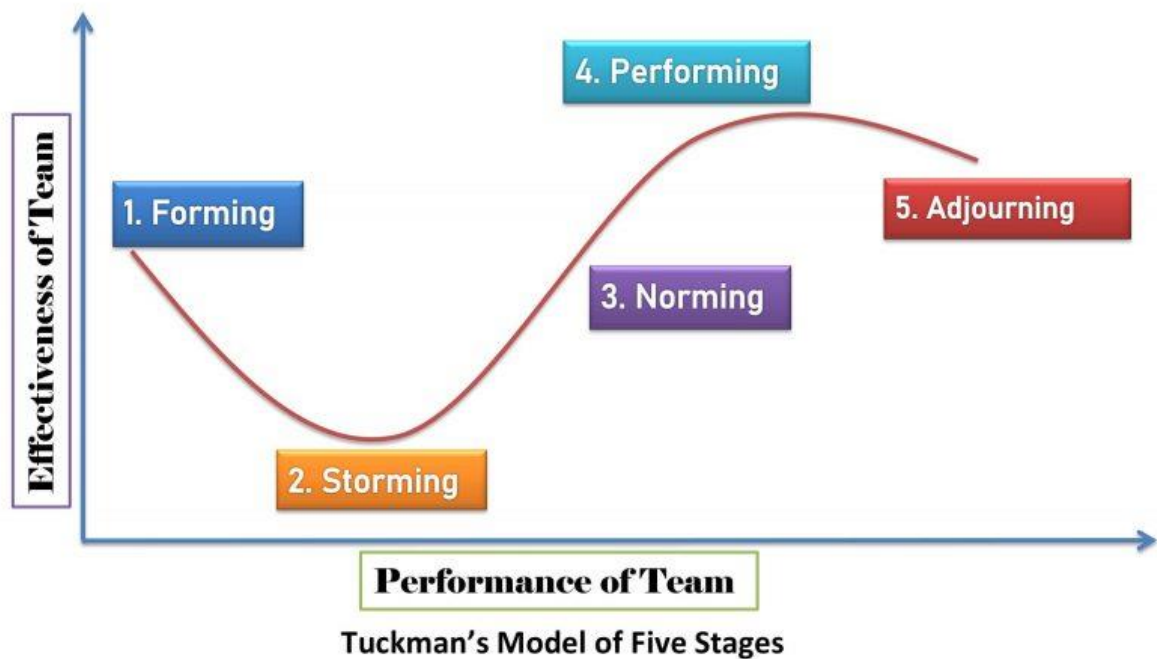 4. Performing
1. Forming
5. Adjourning
3. Norming
2. Storming
Effectiveness of Team
Performance of Team
Tuckman’s Model of Five Stages